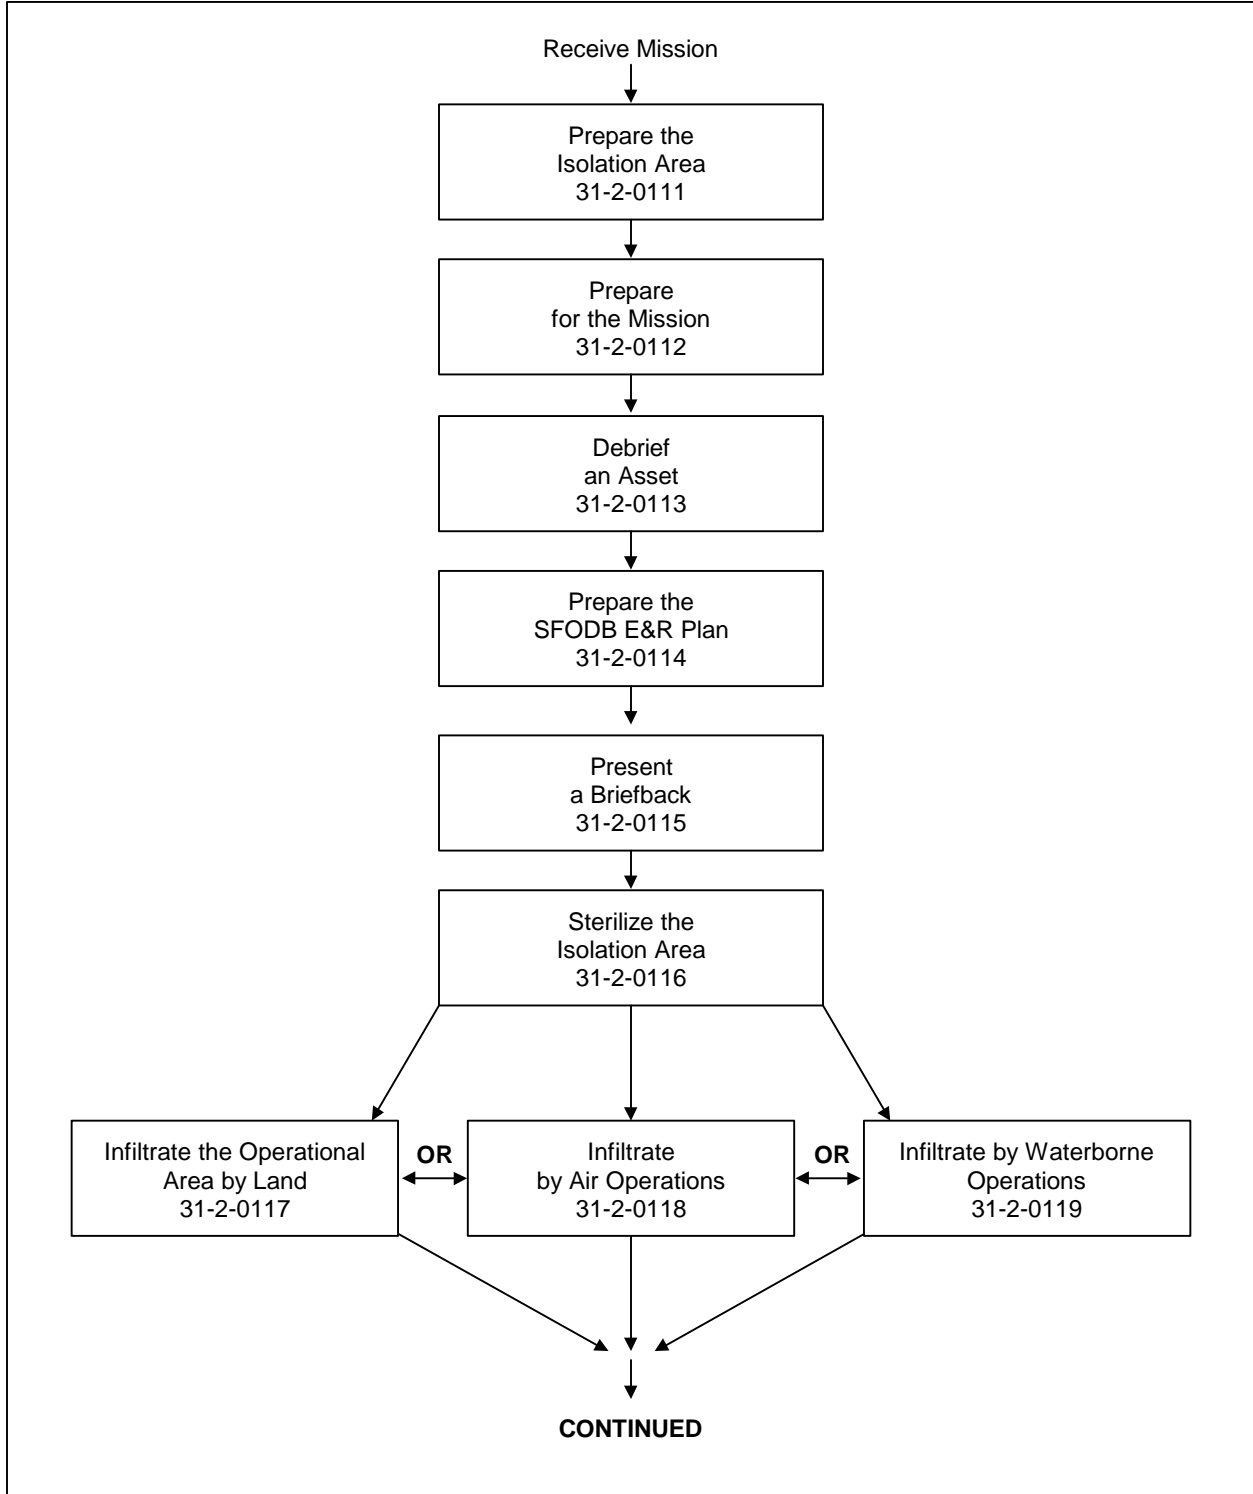 Receive Mission
Prepare the
Isolation Area
31-2-0111
Prepare
for the Mission
31-2-0112
Debrief
an Asset
31-2-0113
Prepare the
SFODB E&R Plan
31-2-0114
Present
a Briefback
31-2-0115
Sterilize the
Isolation Area
31-2-0116
Infiltrate the Operational
Area by Land
31-2-0117
OR
Infiltrate
by Air Operations
31-2-0118
OR
Infiltrate by Waterborne
Operations
31-2-0119
CONTINUED